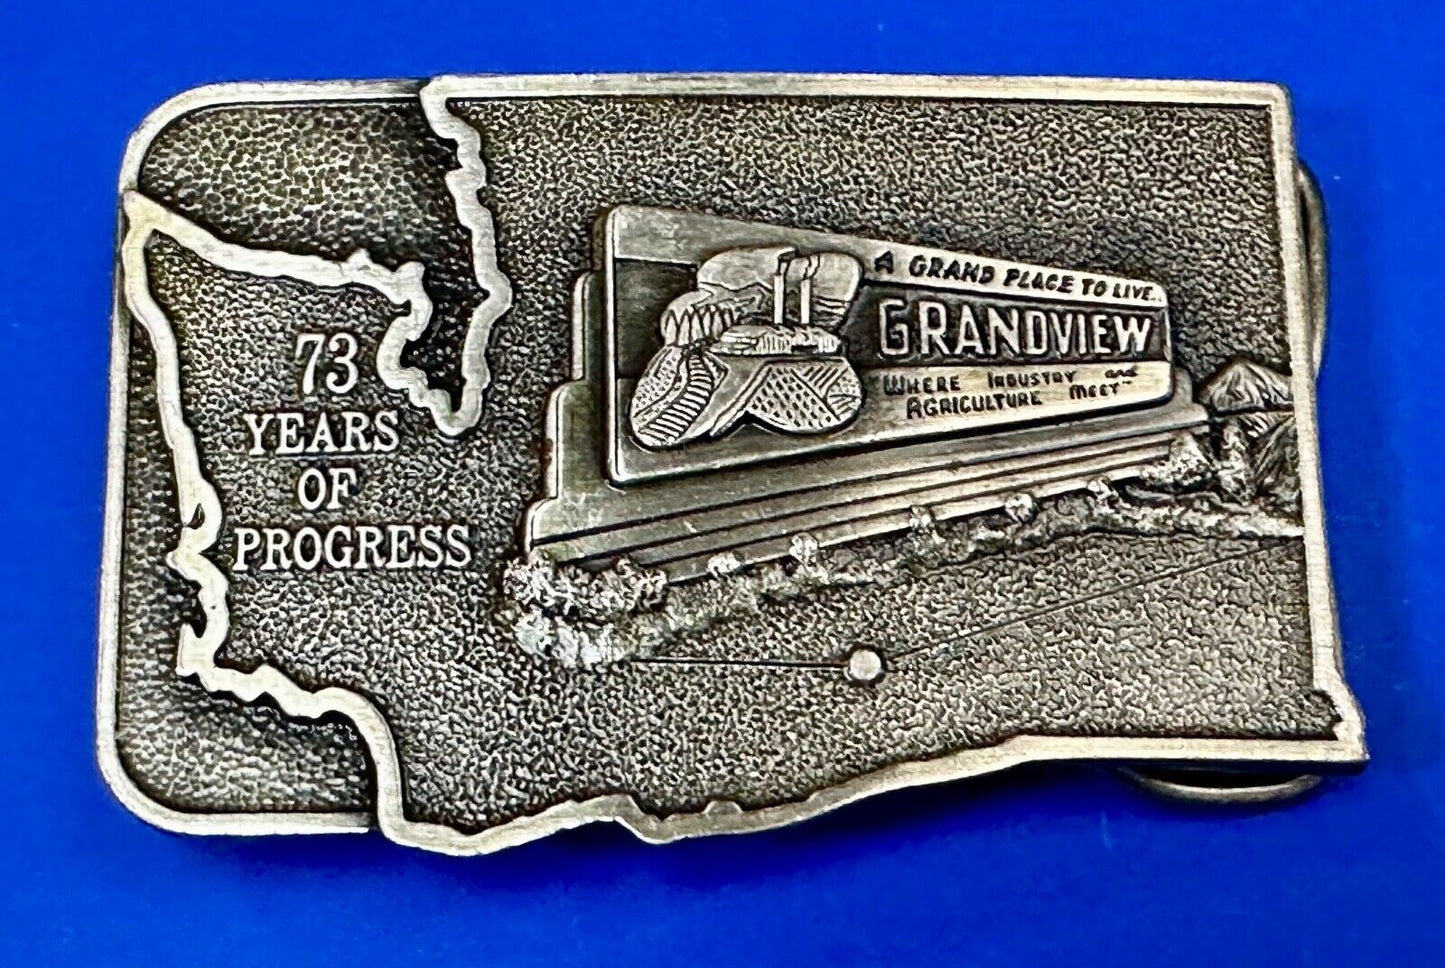 73
YEARS
OF
PROGRESS
A GRAND PLACE TO LIVE..
GRANDVIEW
WHERE INDUSTRY and
AGRICULTURE MEET